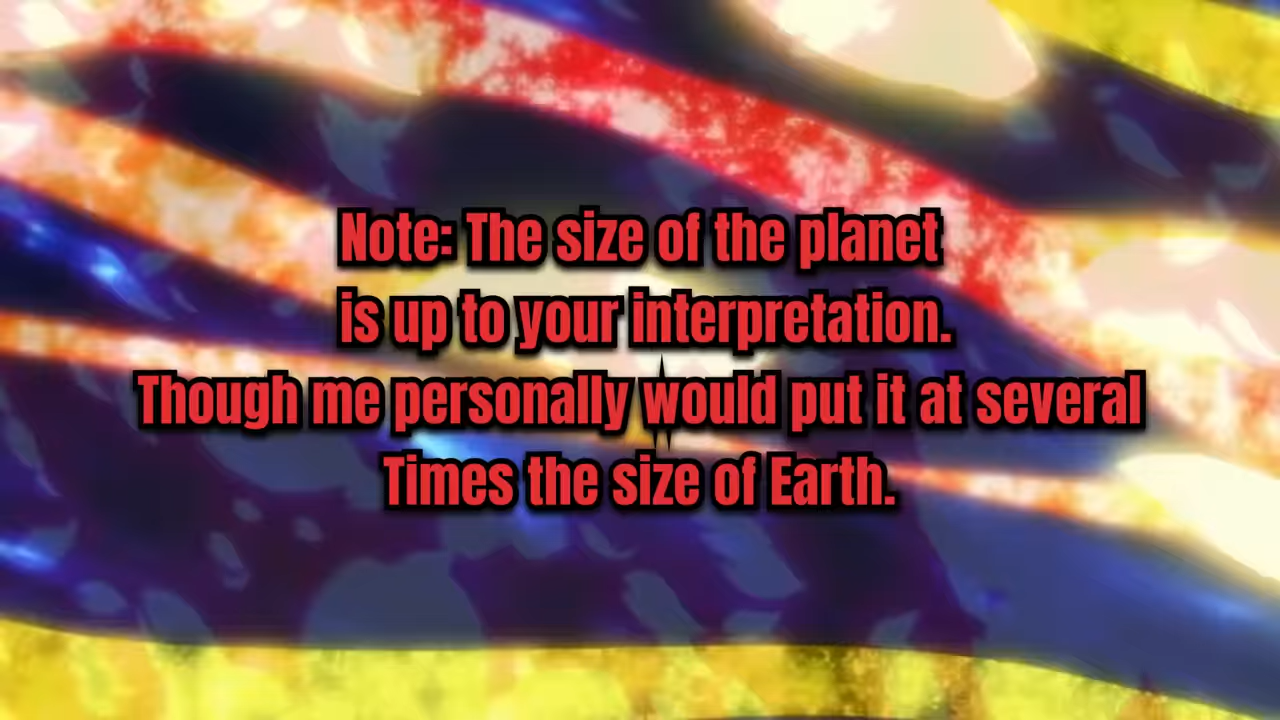 Note: The size of the planet
is up to your interpretation.
Though me personally would put it at several
Times the size of Earth.